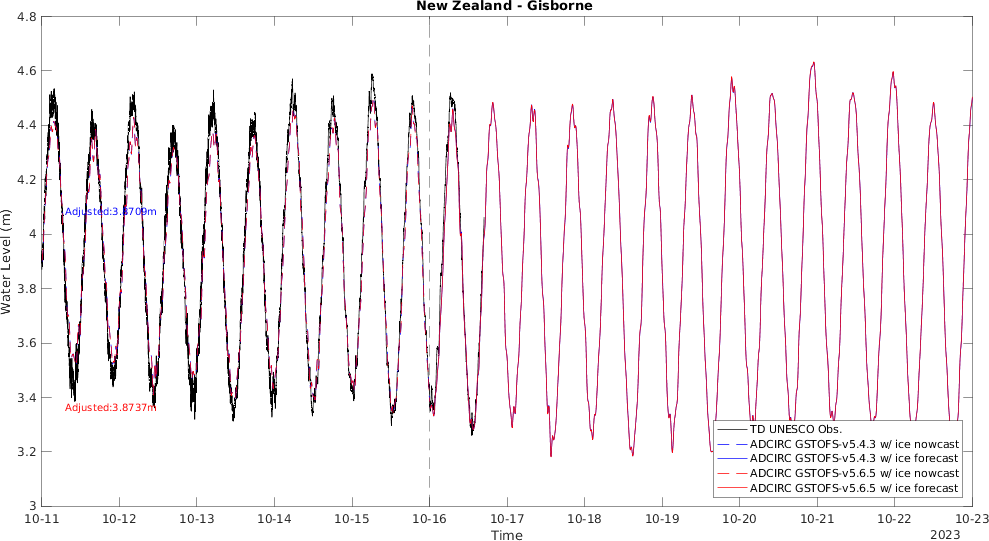 New Zealand - Gisborne
4.8
4.6
4.4
4.2
4
3.8
3.6
3.4
3.2
3
Water Level (m)
Adjusted:3.8709m
Adjusted:3.8737m
TD UNESCO Obs.
ADCIRC GSTOFS-v5.4.3 w/ ice nowcast
ADCIRC GSTOFS-v5.4.3 w/ ice forecast
ADCIRC GSTOFS-v5.6.5 w/ ice nowcast
ADCIRC GSTOFS-v5.6.5 w/ ice forecast
10-11 10-12 10-13 10-14 10-15 10-16 10-17 10-18 10-19 10-20 10-21 10-22 10-23
Time
2023